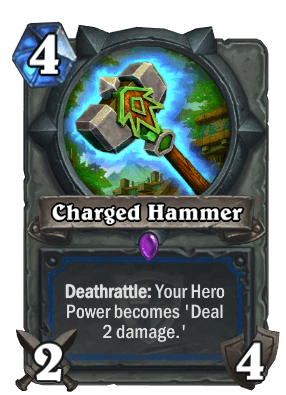 4
Charged Hammer
Deathrattle: Your Hero
Power becomes 'Deal
2 damage.'
2
4